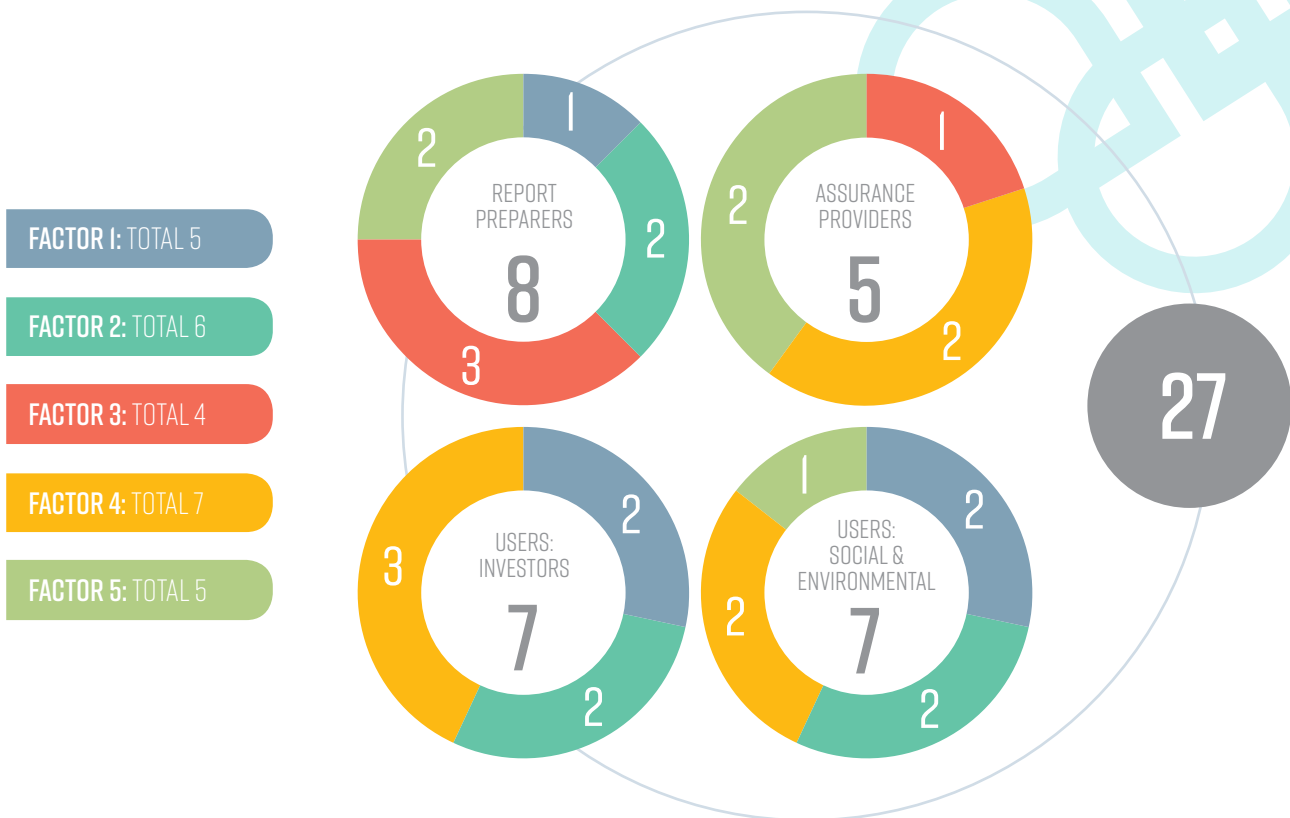 FACTOR 1: TOTAL 5
FACTOR 2: TOTAL 6
FACTOR 3: TOTAL 4
FACTOR 4: TOTAL 7
FACTOR 5: TOTAL 5
REPORT
PREPARERS
8
1
2
3
2
ASSURANCE
PROVIDERS
5
1
2
2
USERS:
INVESTORS
7
2
2
3
USERS:
SOCIAL &
ENVIRONMENTAL
7
2
2
2
1
27